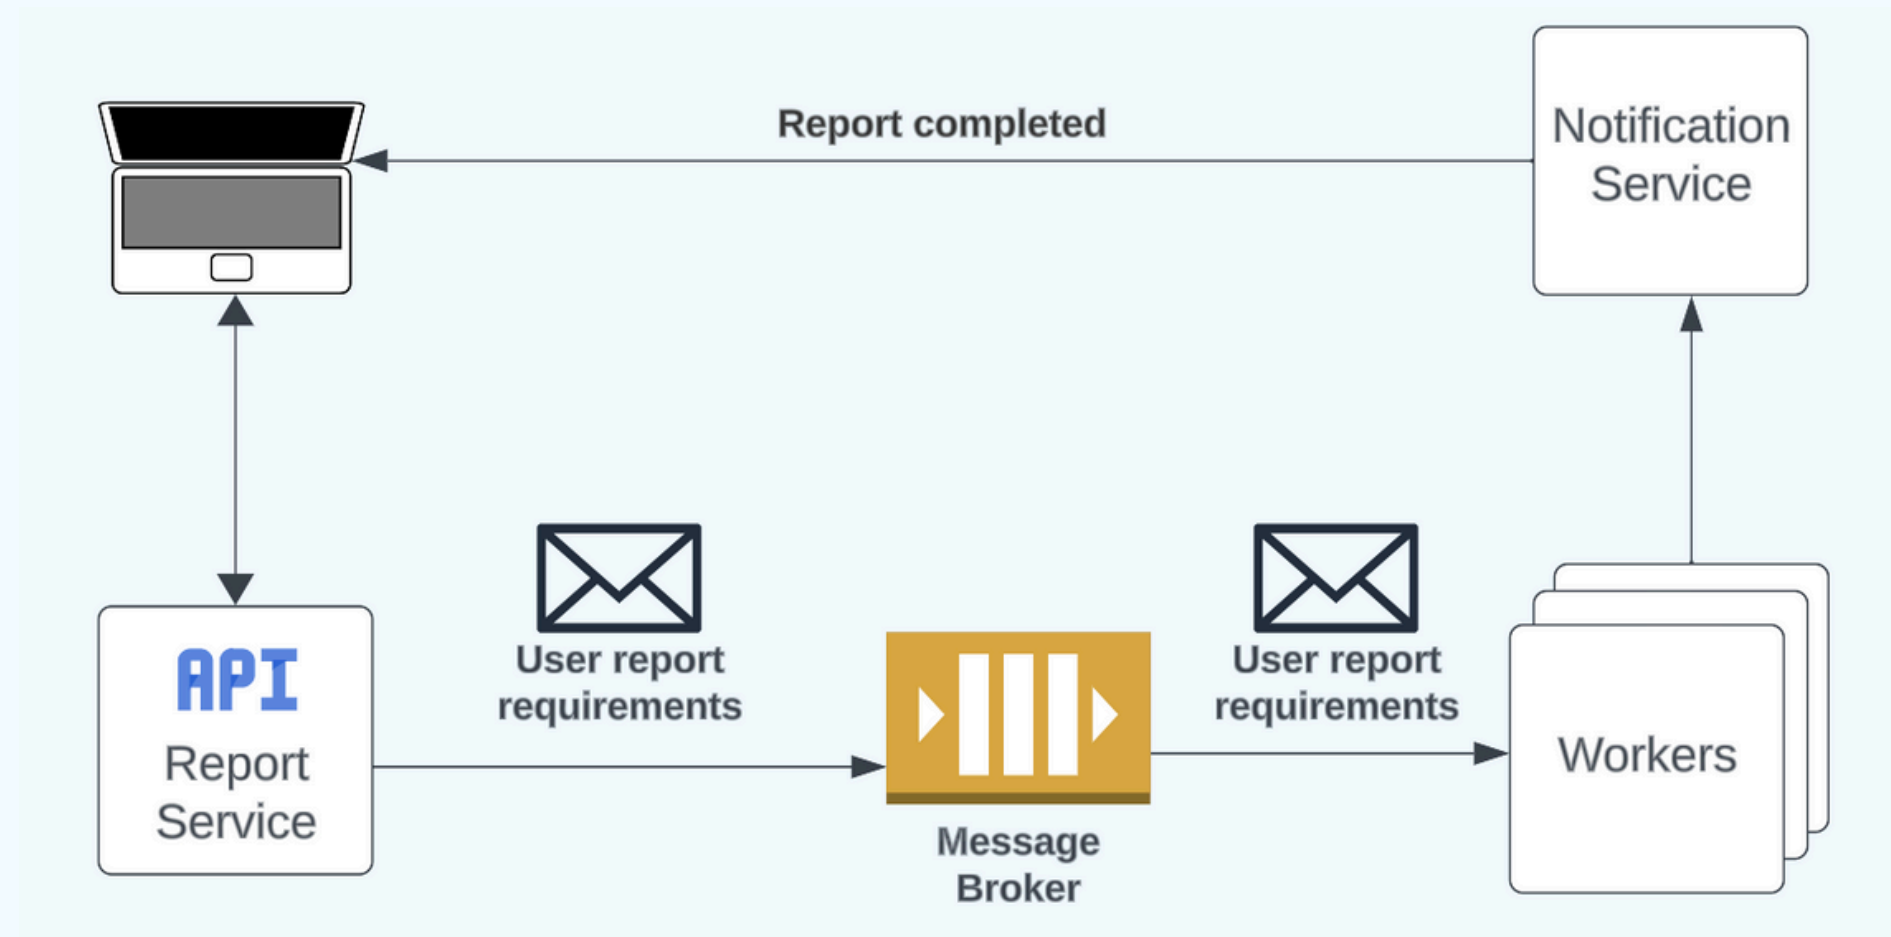 Report completed
Notification
Service
API
Report
Service
User report
requirements
Message
Broker
User report
requirements
Workers